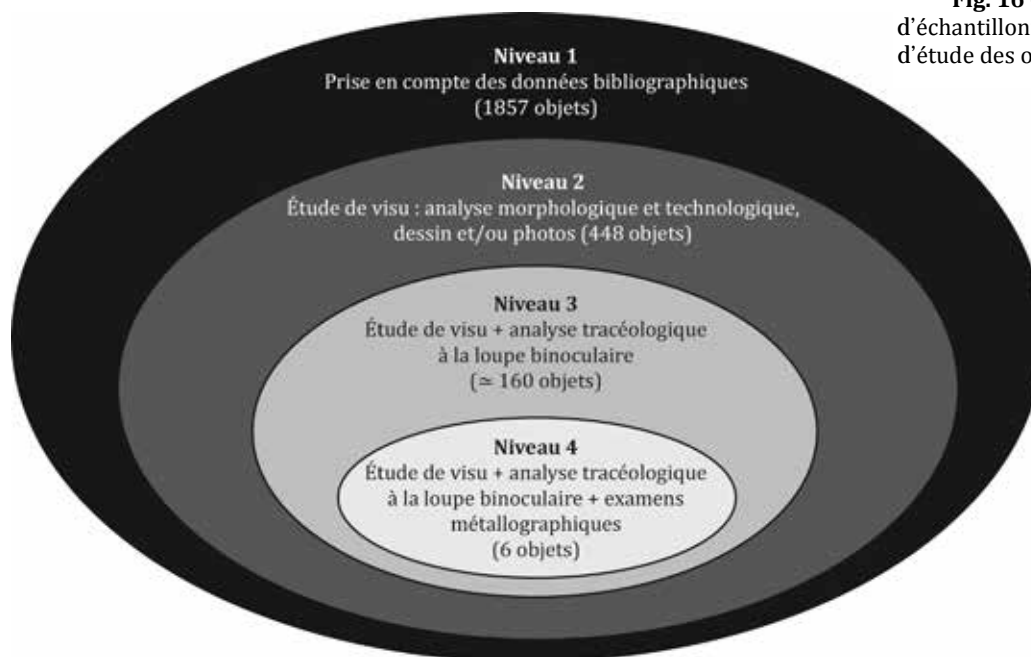 Fig. 16
d'échantillon
d'étude des o
Niveau 1
Prise en compte des données bibliographiques
(1857 objets)
Niveau 2
Étude de visu : analyse morphologique et technologique,
dessin et/ou photos (448 objets)
Niveau 3
Étude de visu + analyse tracéologique
à la loupe binoculaire
(≃ 160 objets)
Niveau 4
Étude de visu + analyse tracéologique
à la loupe binoculaire + examens
métallographiques
(6 objets)